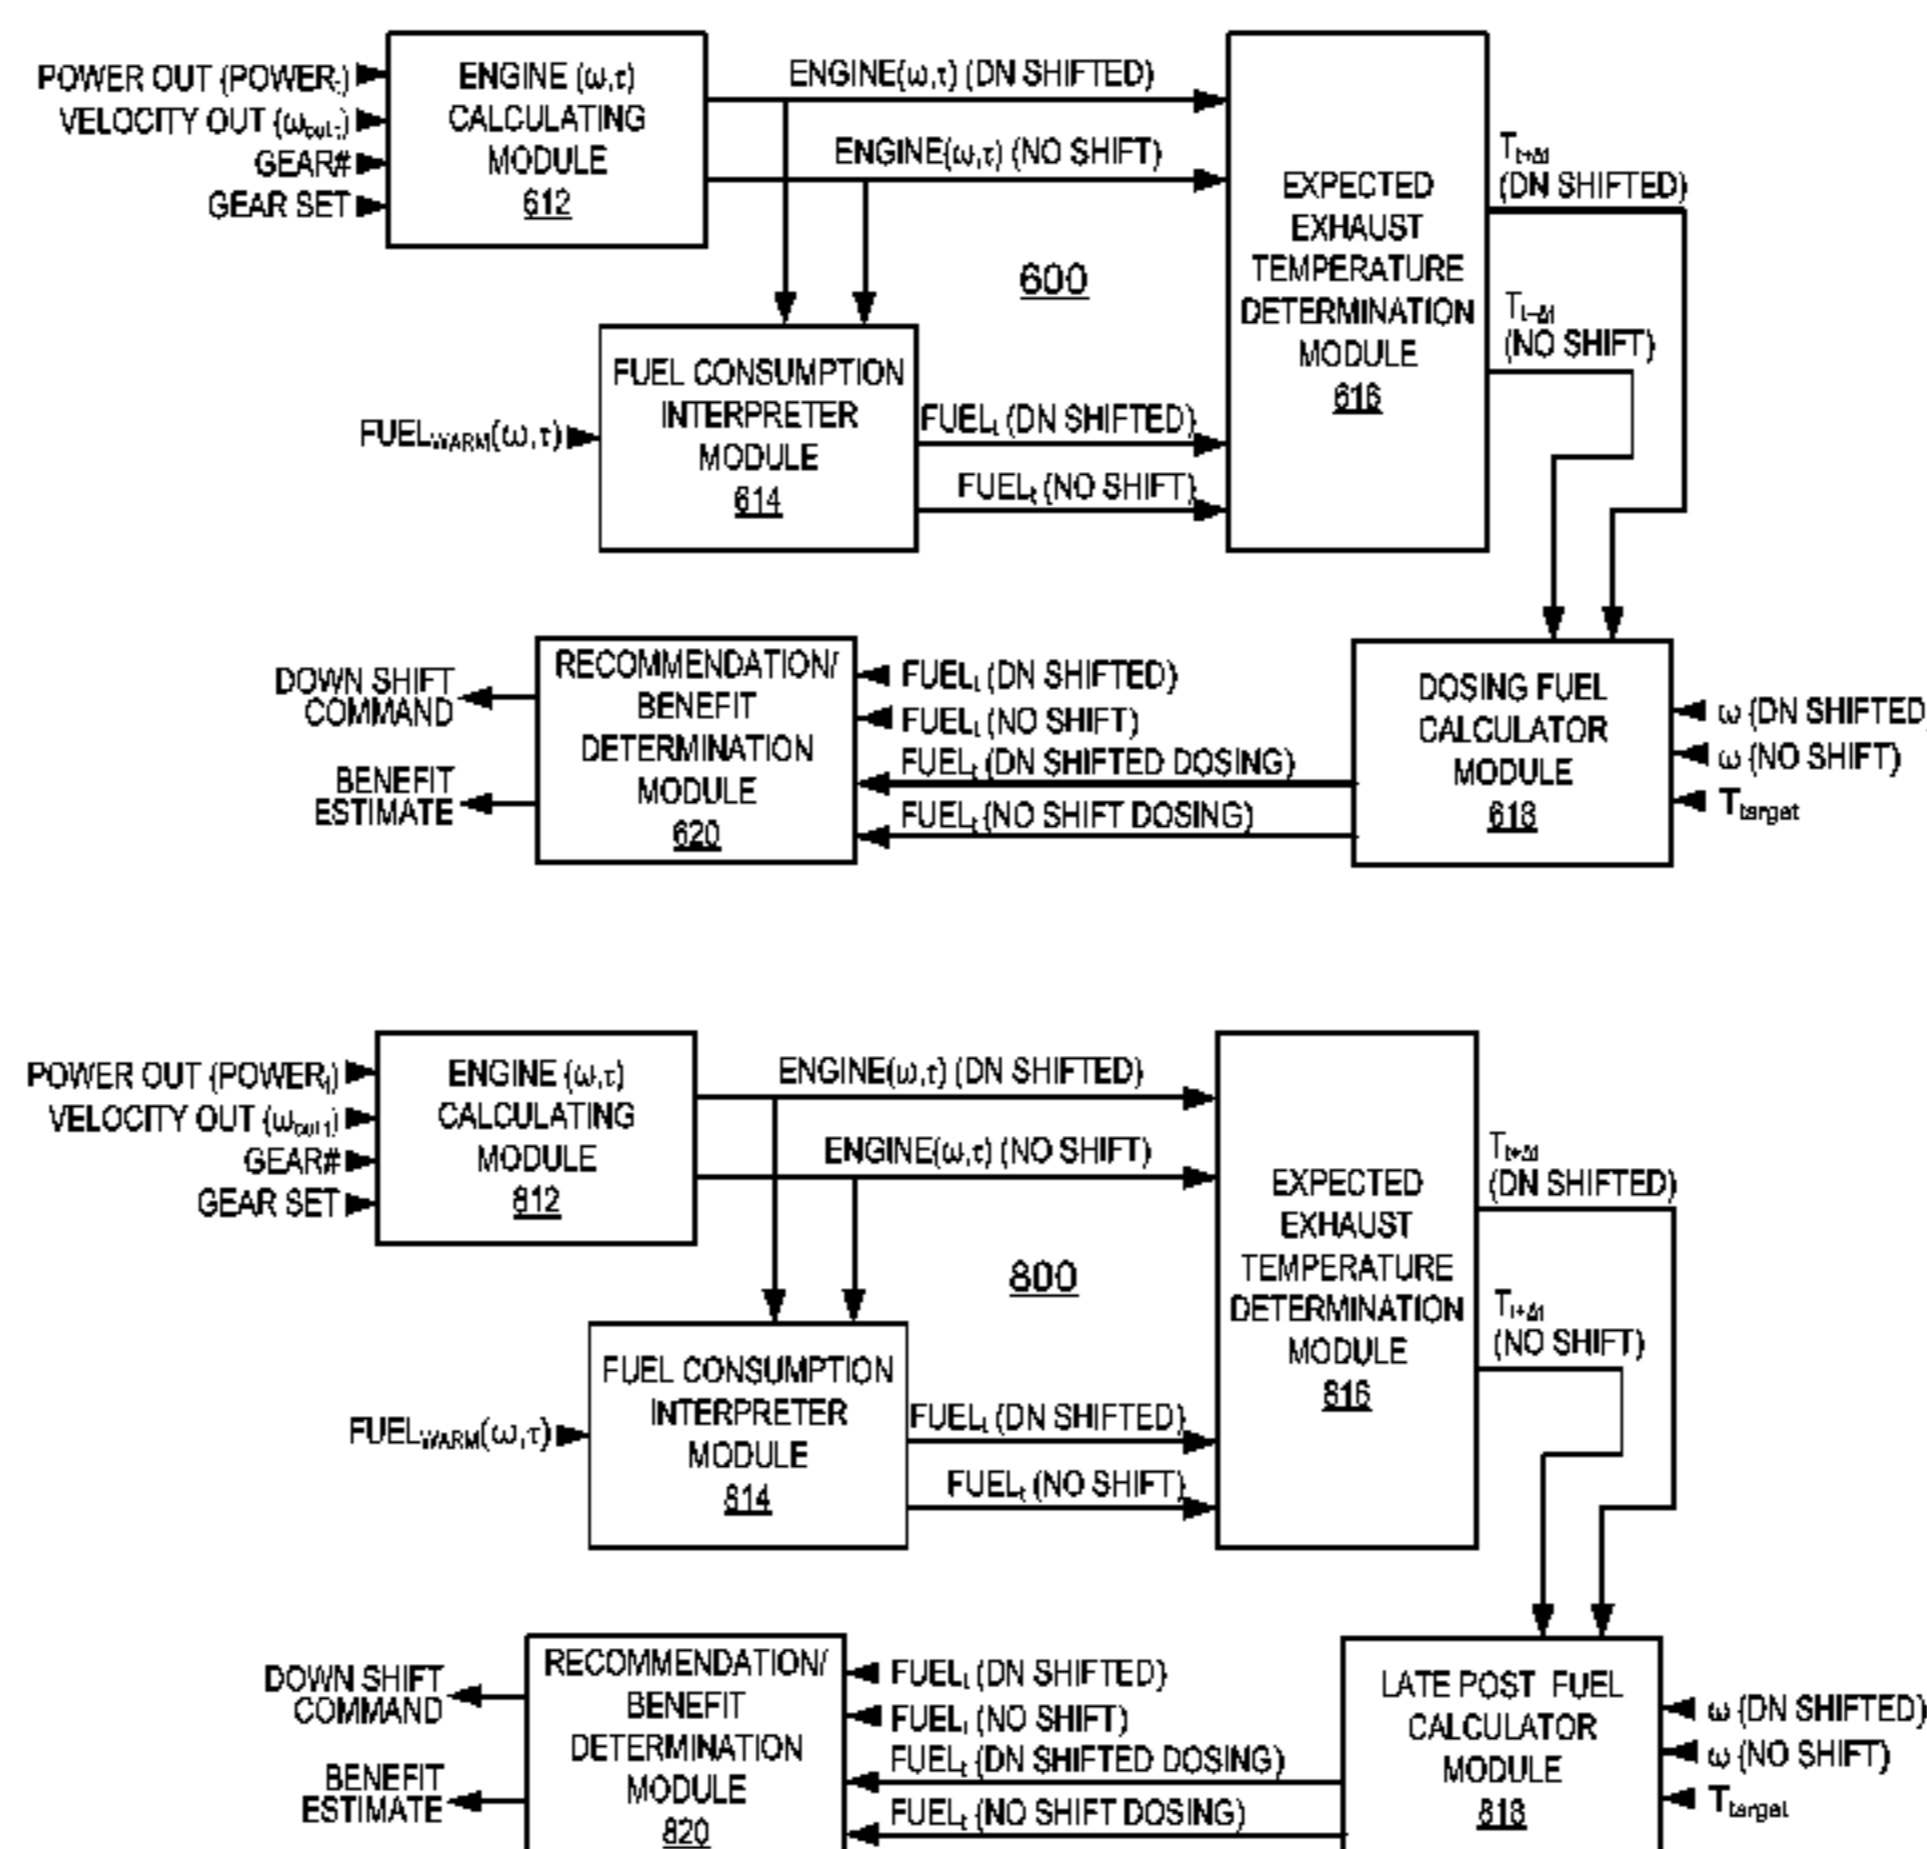 POWER OUT (POWERt)
VELOCITY OUT (ωout t)
GEAR#
GEAR SET
ENGINE (ω,τ)
CALCULATING
MODULE
612
ENGINE(ω,τ) (DN SHIFTED)
ENGINE(ω,τ) (NO SHIFT)
600
EXPECTED
EXHAUST
TEMPERATURE
DETERMINATION
MODULE
616
Tt+Δt
(DN SHIFTED)
(NO SHIFT)
FUELWARM(ω,τ)
FUEL CONSUMPTION
INTERPRETER
MODULE
614
FUELt (DN SHIFTED)
FUELt (NO SHIFT)
DOWN SHIFT
COMMAND
BENEFIT
ESTIMATE
RECOMMENDATION/
BENEFIT
DETERMINATION
MODULE
620
FUELt (DN SHIFTED)
FUELt (NO SHIFT)
FUELt (DN SHIFTED DOSING)
FUELt (NO SHIFT DOSING)
DOSING FUEL
CALCULATOR
MODULE
618
ω (DN SHIFTED
ω (NO SHIFT)
Ttarget
POWER OUT (POWERt)
VELOCITY OUT (ωout t)
GEAR#
GEAR SET
ENGINE (ω,τ)
CALCULATING
MODULE
812
ENGINE(ω,τ) (DN SHIFTED)
ENGINE(ω,τ) (NO SHIFT)
800
EXPECTED
EXHAUST
TEMPERATURE
DETERMINATION
MODULE
816
Tt+Δt
(DN SHIFTED)
Tt+Δt
(NO SHIFT)
FUELWARM(ω,τ)
FUEL CONSUMPTION
INTERPRETER
MODULE
814
FUELt (DN SHIFTED)
FUELt (NO SHIFT)
DOWN SHIFT
COMMAND
BENEFIT
ESTIMATE
RECOMMENDATION/
BENEFIT
DETERMINATION
MODULE
820
FUELt (DN SHIFTED)
FUELt (NO SHIFT)
FUELt (DN SHIFTED DOSING)
FUELt (NO SHIFT DOSING)
LATE POST FUEL
CALCULATOR
MODULE
818
ω (DN SHIFTED)
ω (NO SHIFT)
Ttarget